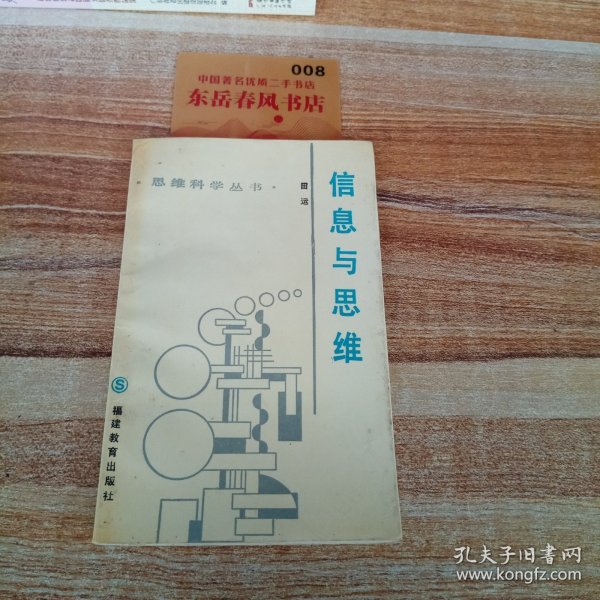 008
中国著名优质二手书店
东岳春风书店
·思维科学丛书·
田运
信息与思维
S
福建教育出版社
孔夫子旧书网
www.kongfz.com